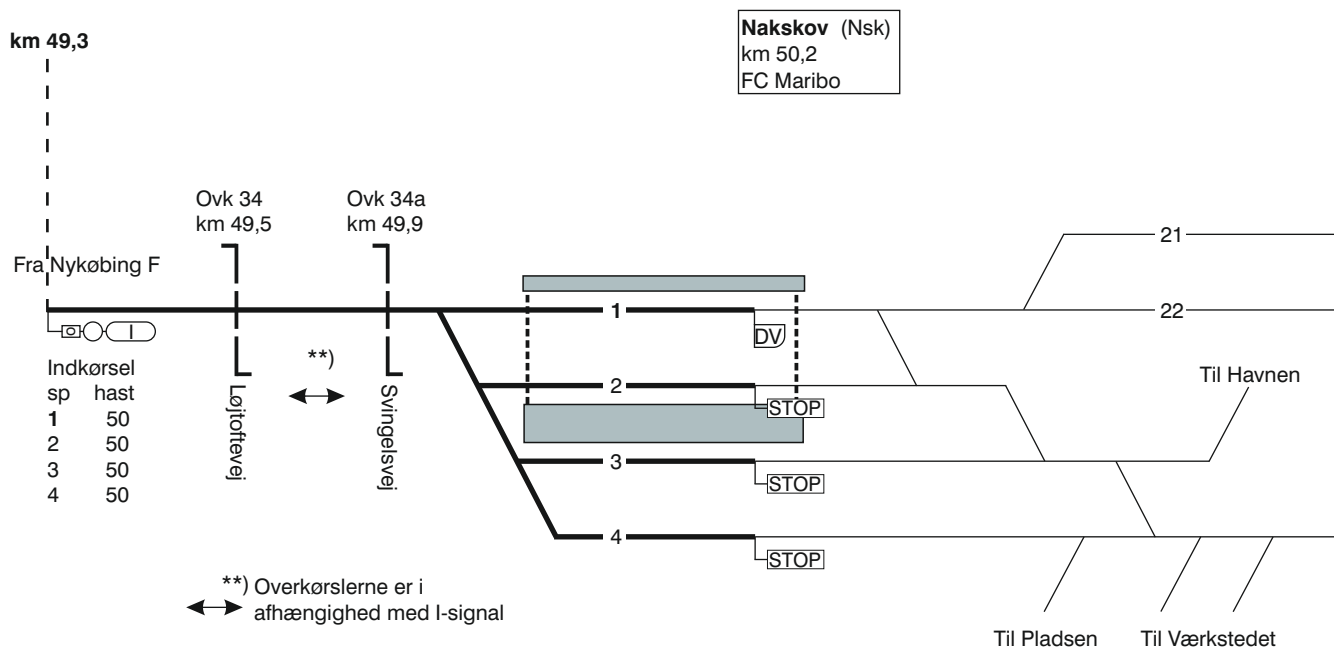 km 49,3
Nakskov (Nsk)
km 50,2
FC Maribo
Ovk 34
km 49,5
Ovk 34a
km 49,9
Fra Nykøbing F
21
1
22
I
DV
Indkørsel
sp hast
1 50
2 50
3 50
4 50
Løjtoftevej
**)
Svingelsvej
2
STOP
Til Havnen
3
STOP
4
STOP
**) Overkørslerne er i
afhængighed med I-signal
Til Pladsen
Til Værkstedet